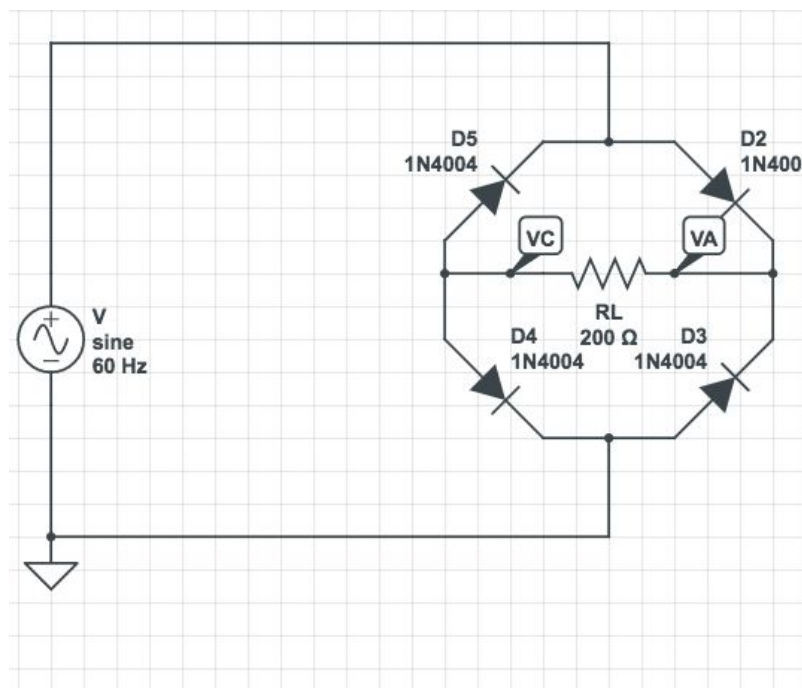 D5
1N4004
D2
1N400
VC
VA
V
sine
60 Hz
RL
200 Ω
D4
1N4004
D3
1N4004